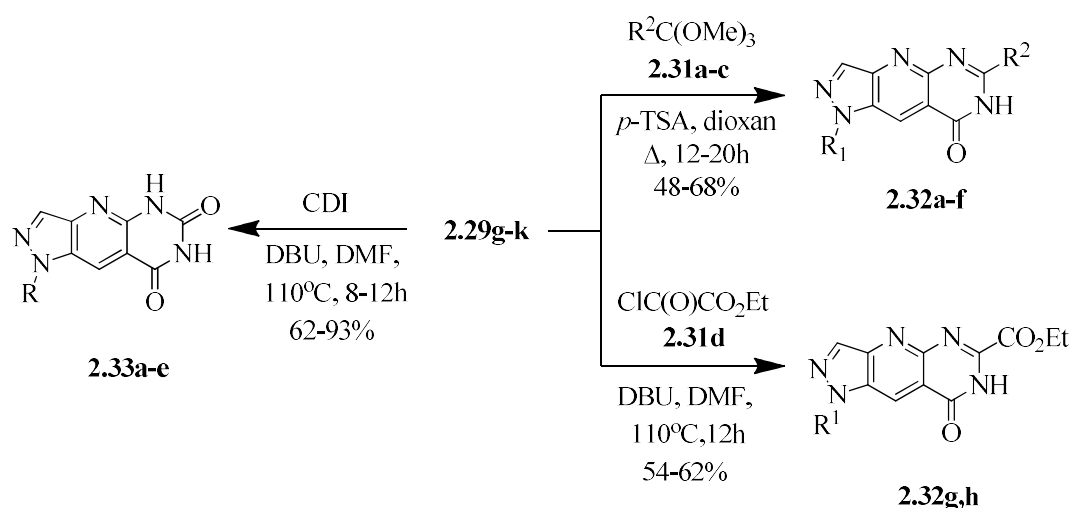 R²C(OMe)₃
2.31a-c
p-TSA, dioxan
Δ, 12-20h
48-68%
N
N
R²
N
N
NH
R₁
O
2.32a-f
CDI
DBU, DMF,
110°C, 8-12h
62-93%
2.29g-k
H
N
N
O
N
N
NH
R
O
2.33a-e
ClC(O)CO₂Et
2.31d
DBU, DMF,
110°C,12h
54-62%
N
N
CO₂Et
N
N
NH
R¹
O
2.32g,h